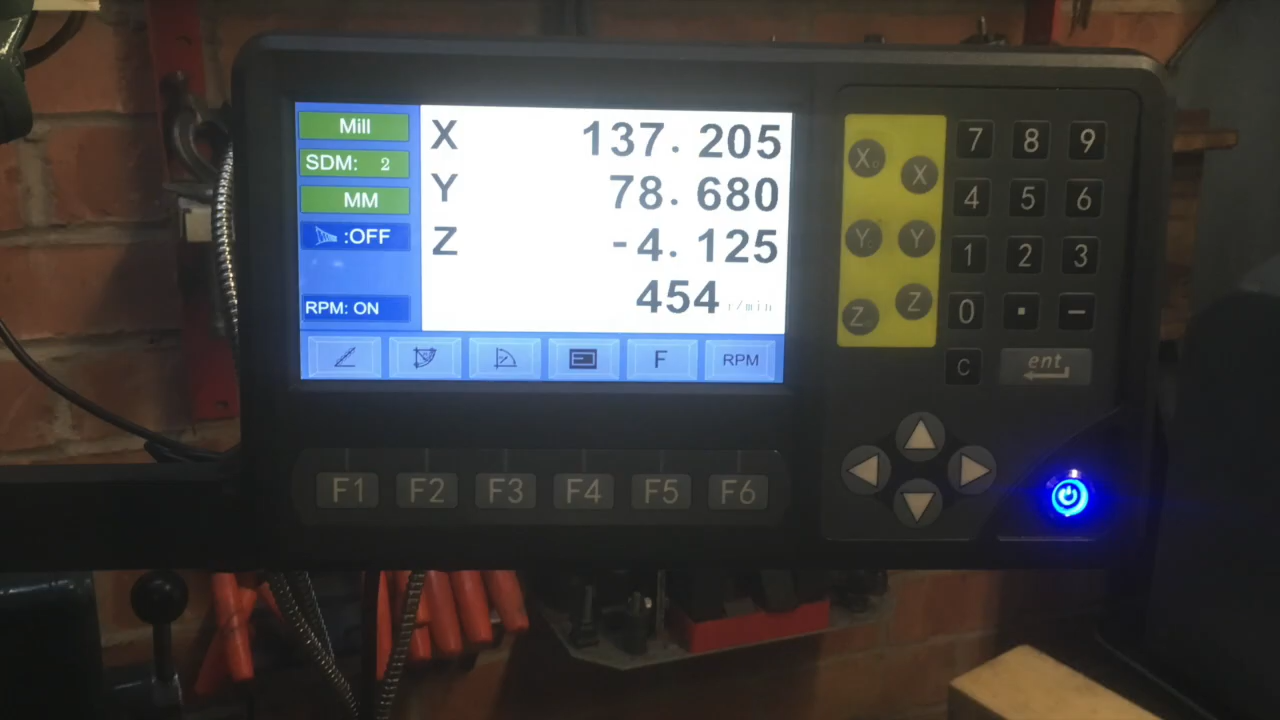 Mill
SDM: 2
MM
:OFF
RPM: ON
X 137.205
Y 78.680
Z -4.125
454 r/min
F
RPM
F1 F2 F3 F4 F5 F6
X₀ X
Y₀ Y
Z₀ Z
7 8 9
4 5 6
1 2 3
0 . -
C ent